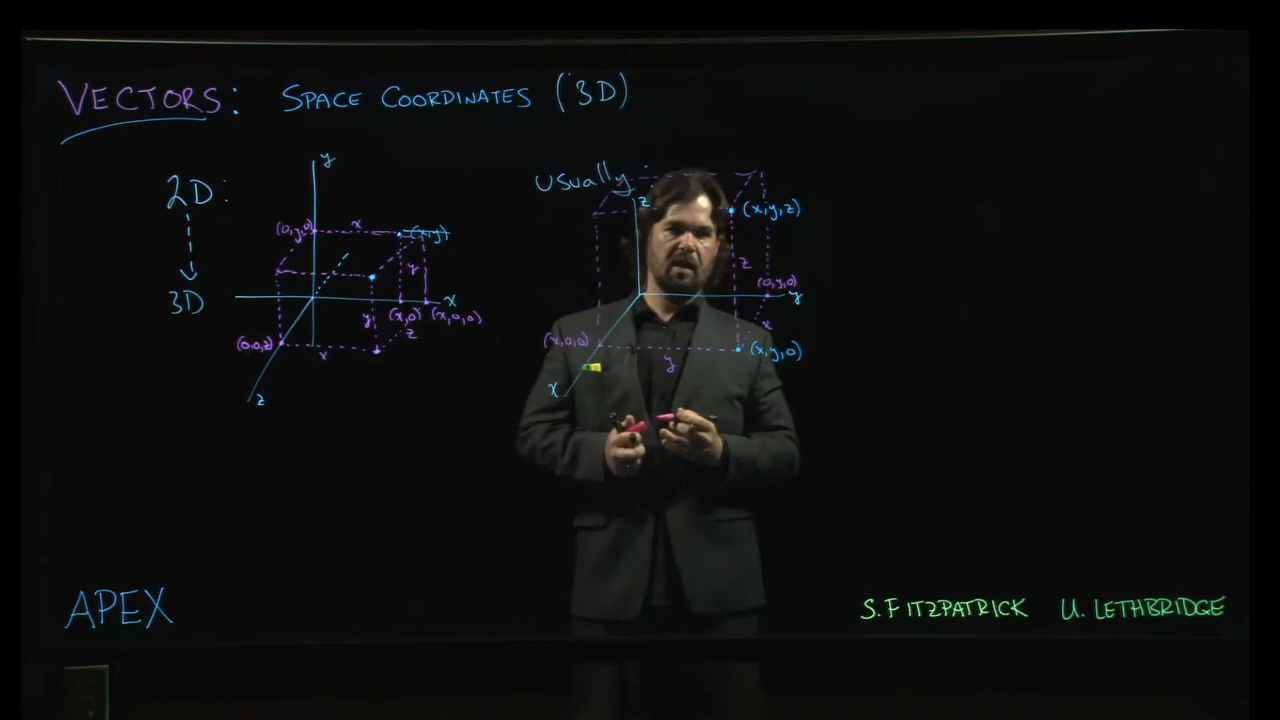 VECTORS: SPACE COORDINATES (3D)
2D:
3D
y
(0,y,0)
x
(x,y)
y
x
y
(x,0)
(x,0,0)
z
(0,0,z)
x
z
usually:
z
(x,y,z)
z
(0,y,0)
y
x
(x,0,0)
(x,y,0)
y
x
APEX
S. FITZPATRICK U. LETHBRIDGE